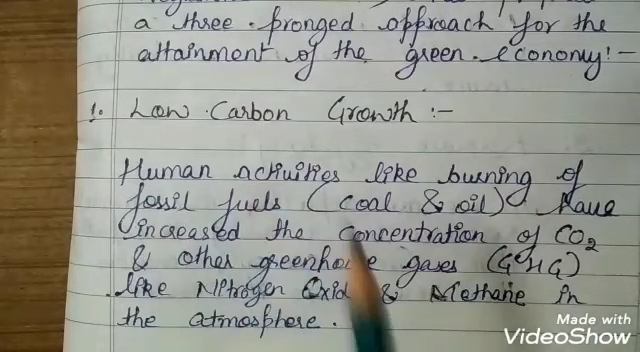 a three-pronged approach for the
attainment of the green economy:-
1. Low Carbon Growth :-
Human activities like burning of
fossil fuels (coal & oil) have
increased the concentration of CO2
& other greenhouse gases (GHG)
like Nitrogen Oxide & Methane in
the atmosphere.
Made with
VideoShow